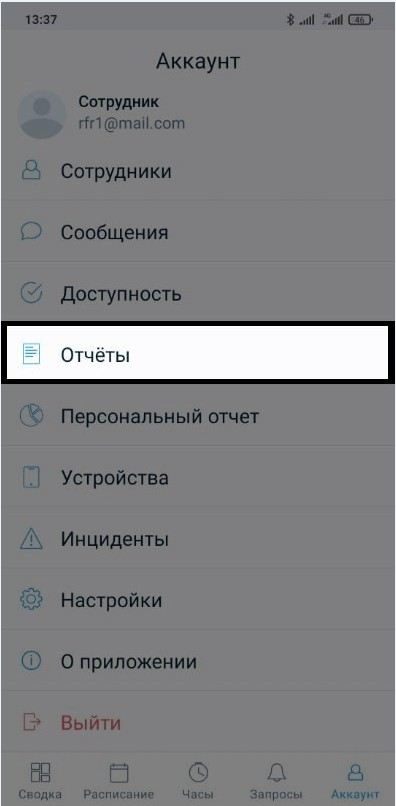 13:37
4G
46
Аккаунт
Сотрудник
rfr1@mail.com
Сотрудники
Сообщения
Доступность
Отчёты
Персональный отчет
Устройства
Инциденты
Настройки
О приложении
Выйти
Сводка Расписание Часы Запросы Аккаунт